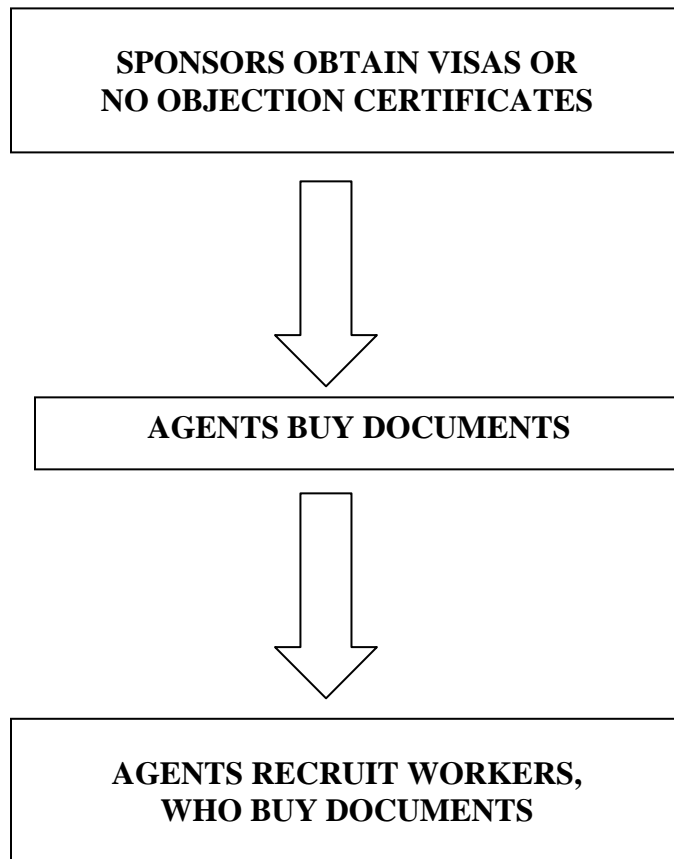 SPONSORS OBTAIN VISAS OR
NO OBJECTION CERTIFICATES
AGENTS BUY DOCUMENTS
AGENTS RECRUIT WORKERS,
WHO BUY DOCUMENTS